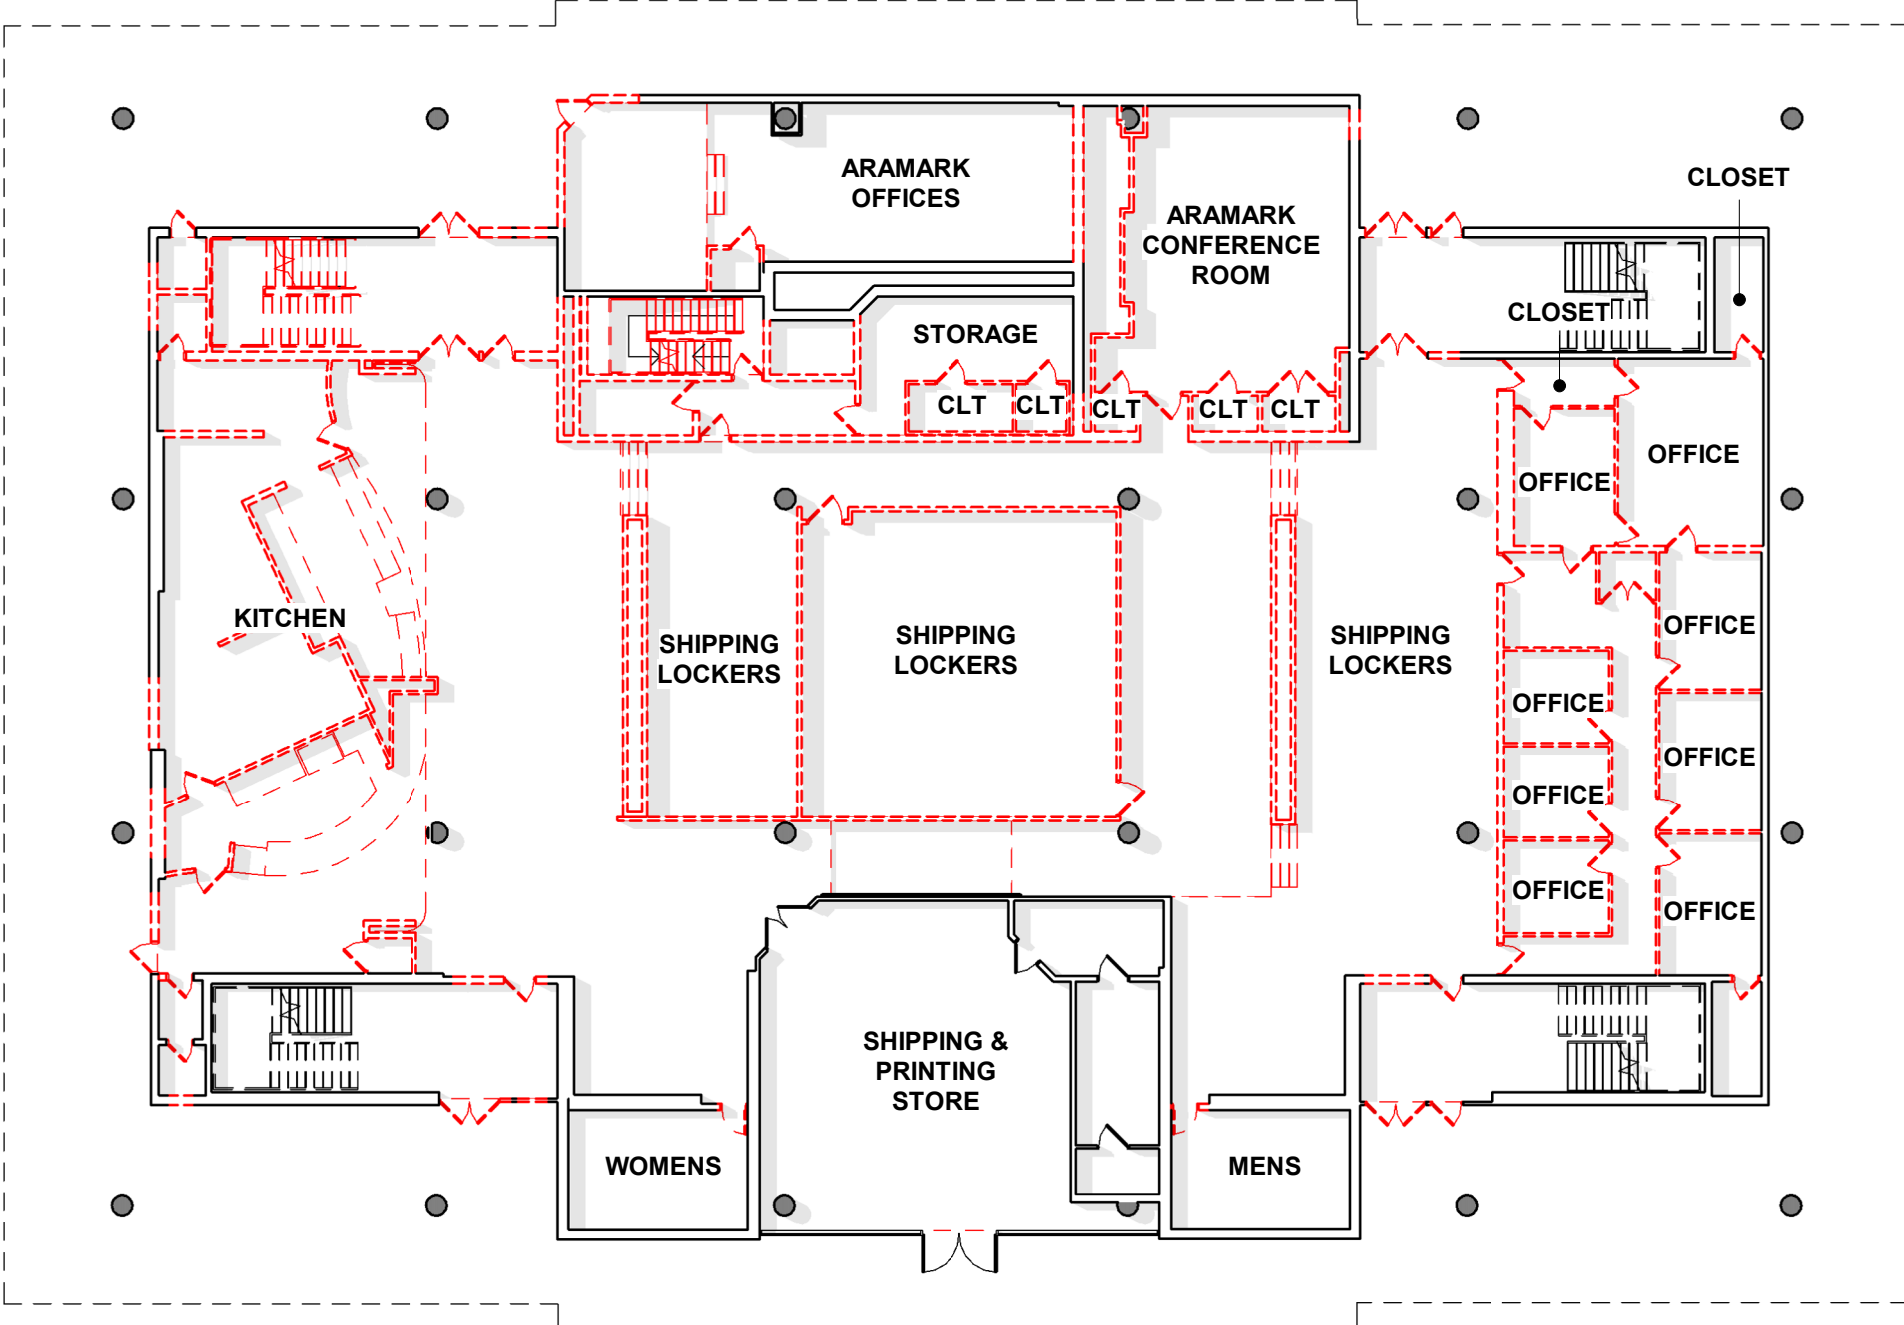 ARAMARK
OFFICES
CLOSET
ARAMARK
CONFERENCE
ROOM
CLOSET
STORAGE
CLT
CLT
CLT
CLT
CLT
OFFICE
OFFICE
KITCHEN
SHIPPING
LOCKERS
SHIPPING
LOCKERS
SHIPPING
LOCKERS
OFFICE
OFFICE
OFFICE
OFFICE
OFFICE
OFFICE
SHIPPING &
PRINTING
STORE
WOMENS
MENS